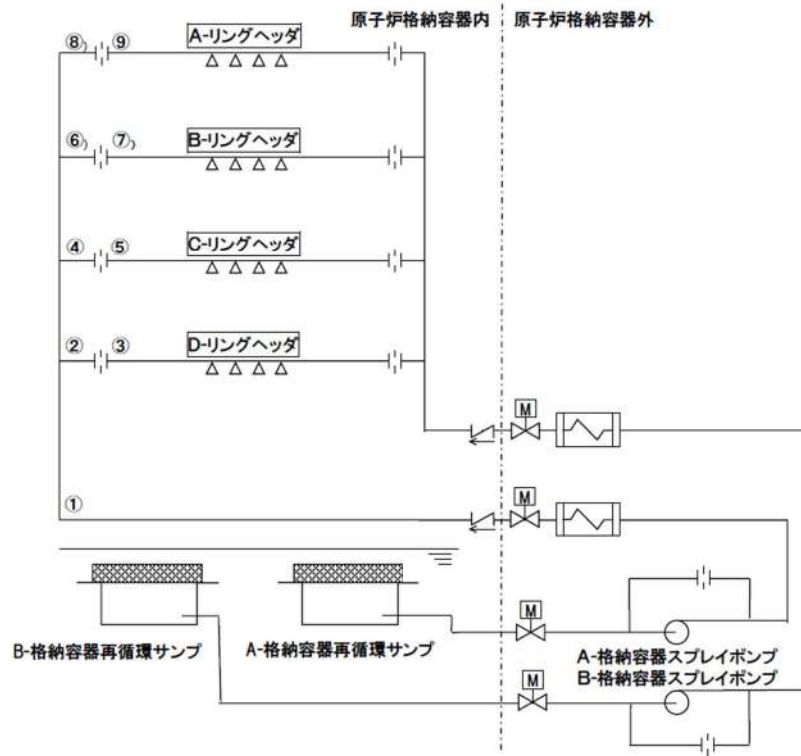 原子炉格納容器内 原子炉格納容器外
⑧) ⑨ A-リングヘッダ
⑥) ⑦) B-リングヘッダ
④ ⑤ C-リングヘッダ
② ③ D-リングヘッダ
M
①
M
M
B-格納容器再循環サンプ
A-格納容器再循環サンプ
A-格納容器スプレイポンプ
B-格納容器スプレイポンプ
M